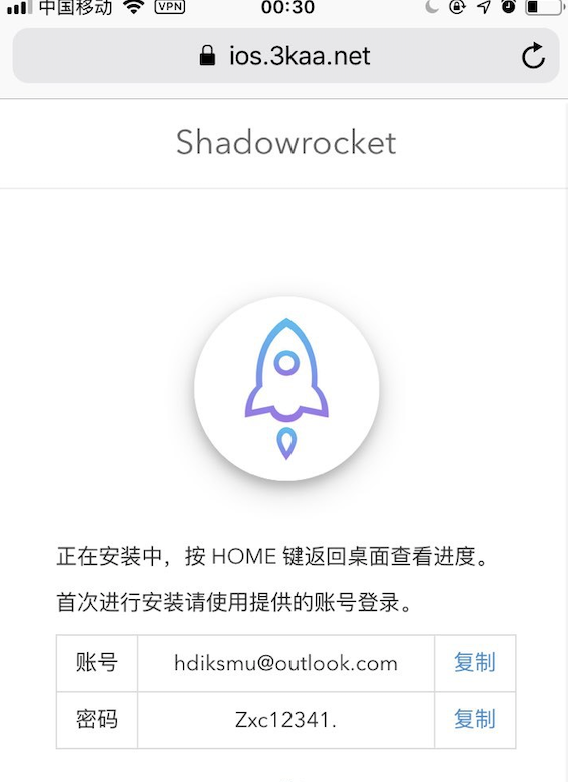 中国移动 VPN 00:30
ios.3kaa.net
Shadowrocket
正在安装中，按 HOME 键返回桌面查看进度。
首次进行安装请使用提供的账号登录。
账号 hdiksmu@outlook.com 复制
密码 Zxc12341. 复制